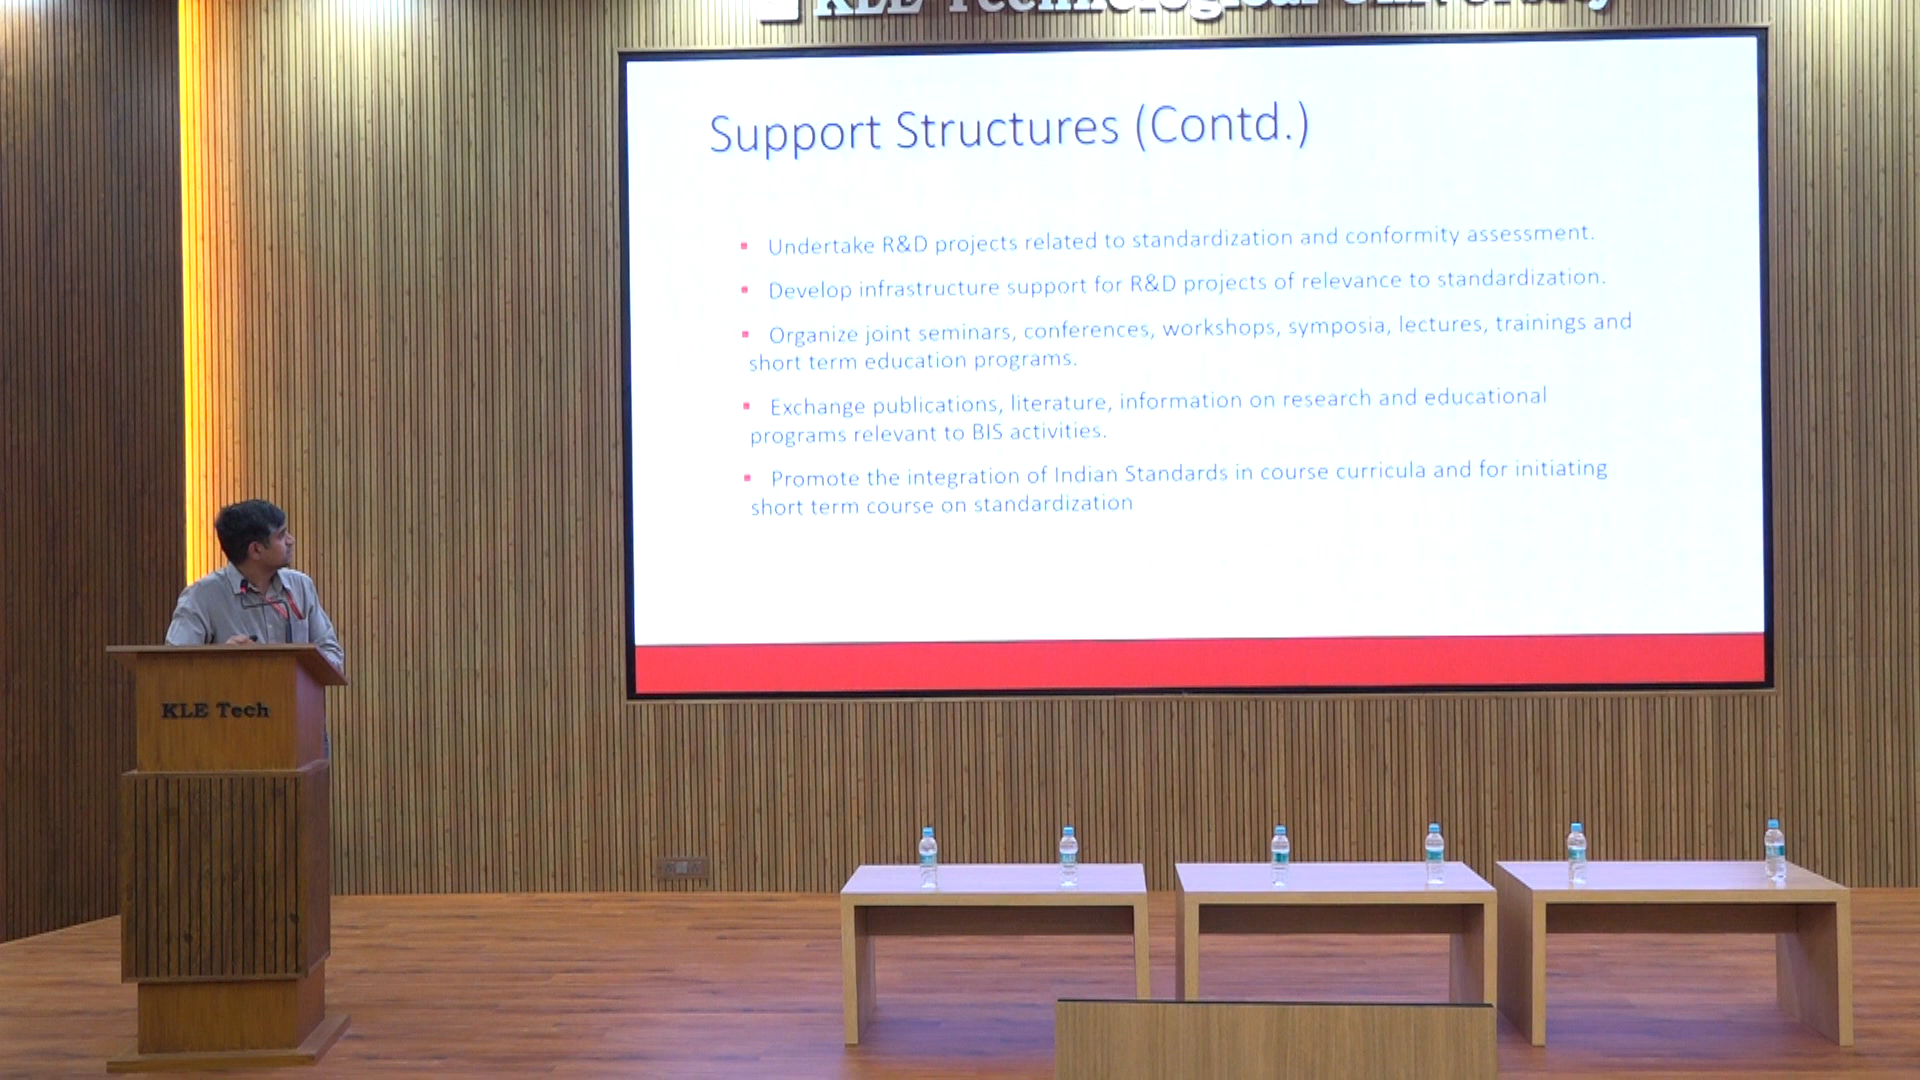 KLE Technological University
Support Structures (Contd.)
▪ Undertake R&D projects related to standardization and conformity assessment.
▪ Develop infrastructure support for R&D projects of relevance to standardization.
▪ Organize joint seminars, conferences, workshops, symposia, lectures, trainings and
short term education programs.
▪ Exchange publications, literature, information on research and educational
programs relevant to BIS activities.
▪ Promote the integration of Indian Standards in course curricula and for initiating
short term course on standardization
KLE Tech